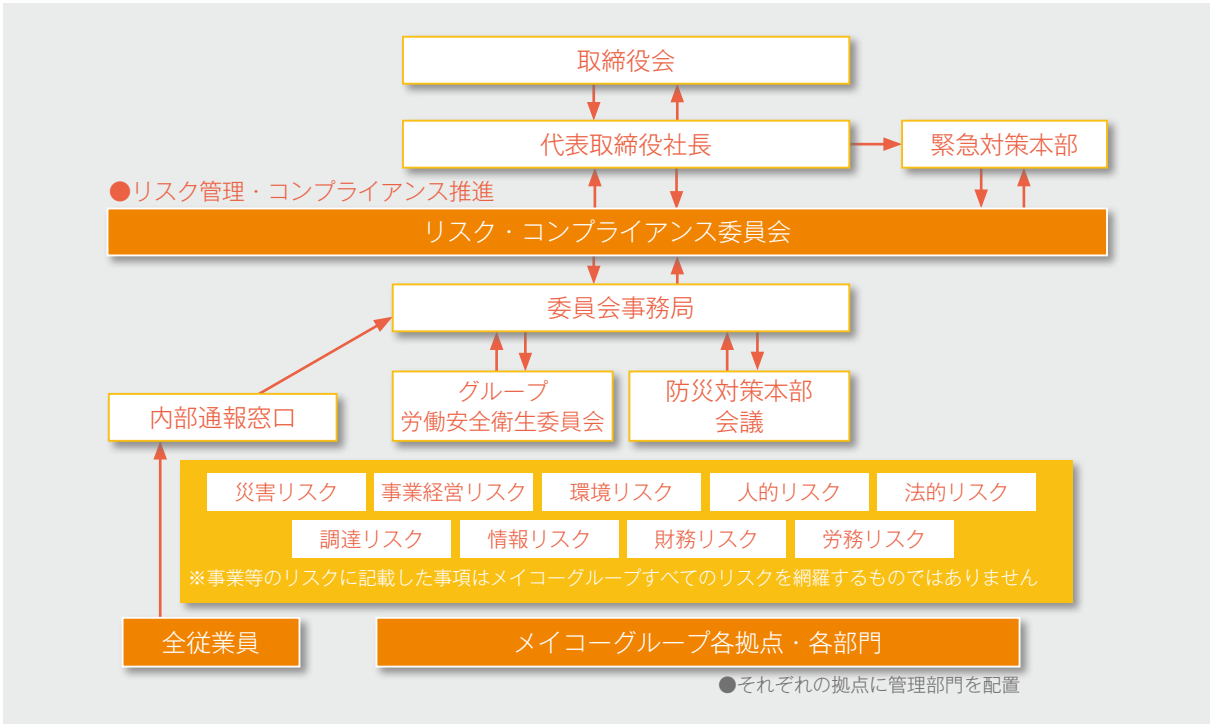 取締役会
代表取締役社長
緊急対策本部
●リスク管理・コンプライアンス推進
リスク・コンプライアンス委員会
委員会事務局
内部通報窓口
グループ
労働安全衛生委員会
防災対策本部
会議
災害リスク
事業経営リスク
環境リスク
人的リスク
法的リスク
調達リスク
情報リスク
財務リスク
労務リスク
※事業等のリスクに記載した事項はメイコーグループすべてのリスクを網羅するものではありません
全従業員
メイコーグループ各拠点・各部門
●それぞれの拠点に管理部門を配置